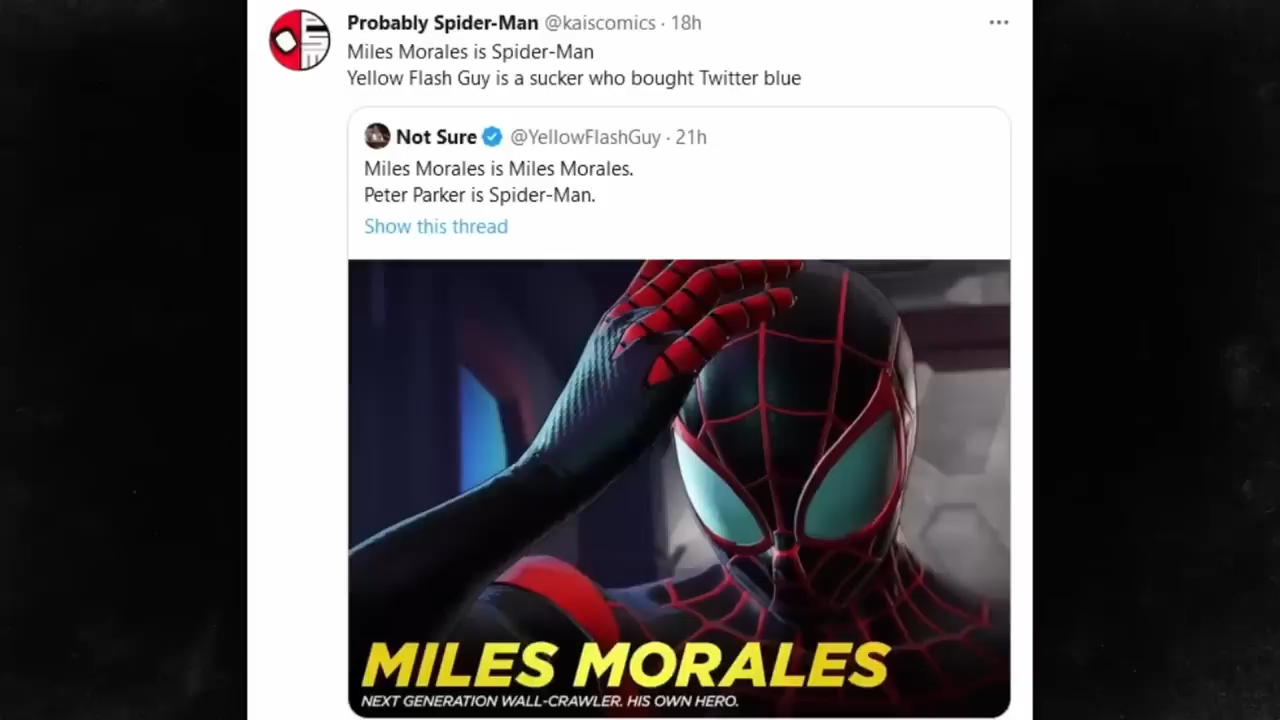 Probably Spider-Man @kaiscomics · 18h
Miles Morales is Spider-Man
Yellow Flash Guy is a sucker who bought Twitter blue
Not Sure @YellowFlashGuy · 21h
Miles Morales is Miles Morales.
Peter Parker is Spider-Man.
Show this thread
MILES MORALES
NEXT GENERATION WALL-CRAWLER. HIS OWN HERO.